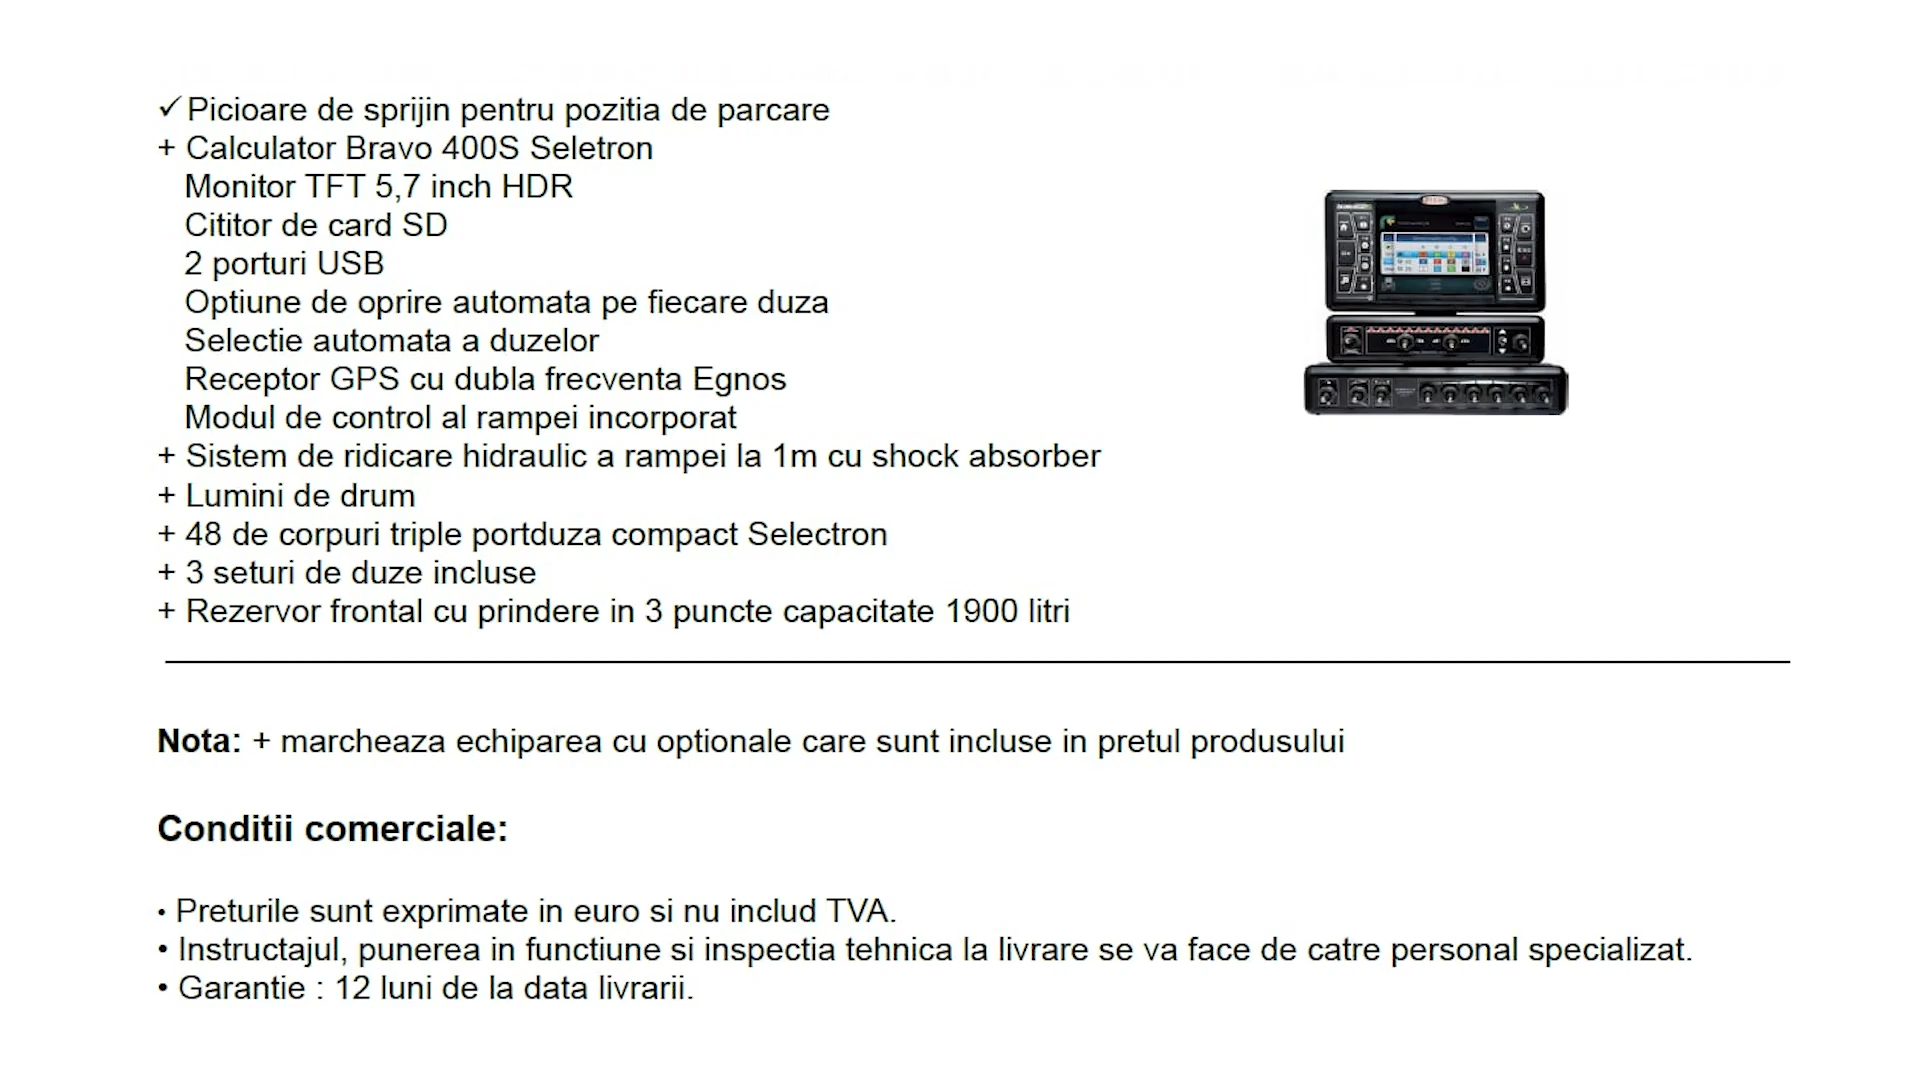 ✓ Picioare de sprijin pentru pozitia de parcare
+ Calculator Bravo 400S Seletron
Monitor TFT 5,7 inch HDR
Cititor de card SD
2 porturi USB
Optiune de oprire automata pe fiecare duza
Selectie automata a duzelor
Receptor GPS cu dubla frecventa Egnos
Modul de control al rampei incorporat
+ Sistem de ridicare hidraulic a rampei la 1m cu shock absorber
+ Lumini de drum
+ 48 de corpuri triple portduza compact Selectron
+ 3 seturi de duze incluse
+ Rezervor frontal cu prindere in 3 puncte capacitate 1900 litri
Nota: + marcheaza echiparea cu optionale care sunt incluse in pretul produsului
Conditii comerciale:
• Preturile sunt exprimate in euro si nu includ TVA.
• Instructajul, punerea in functiune si inspectia tehnica la livrare se va face de catre personal specializat.
• Garantie : 12 luni de la data livrarii.